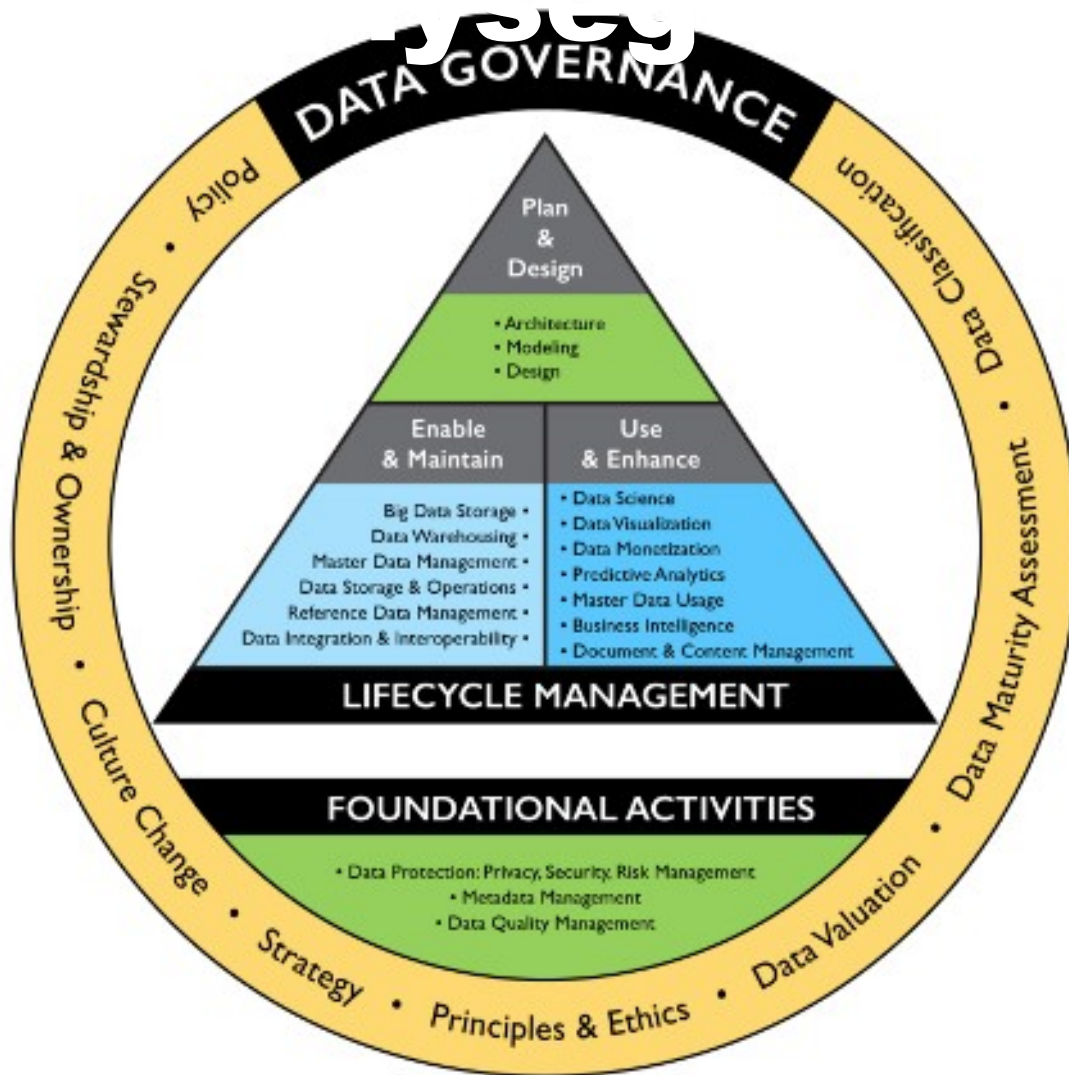 DATA GOVERNANCE
Policy • Stewardship & Ownership • Culture Change • Strategy • Principles & Ethics • Data Valuation • Data Maturity Assessment • Data Classification
Plan
&
Design
• Architecture
• Modeling
• Design
Enable
& Maintain
Big Data Storage •
Data Warehousing •
Master Data Management •
Data Storage & Operations •
Reference Data Management •
Data Integration & Interoperability •
Use
& Enhance
• Data Science
• Data Visualization
• Data Monetization
• Predictive Analytics
• Master Data Usage
• Business Intelligence
• Document & Content Management
LIFECYCLE MANAGEMENT
FOUNDATIONAL ACTIVITIES
• Data Protection: Privacy, Security, Risk Management
• Metadata Management
• Data Quality Management